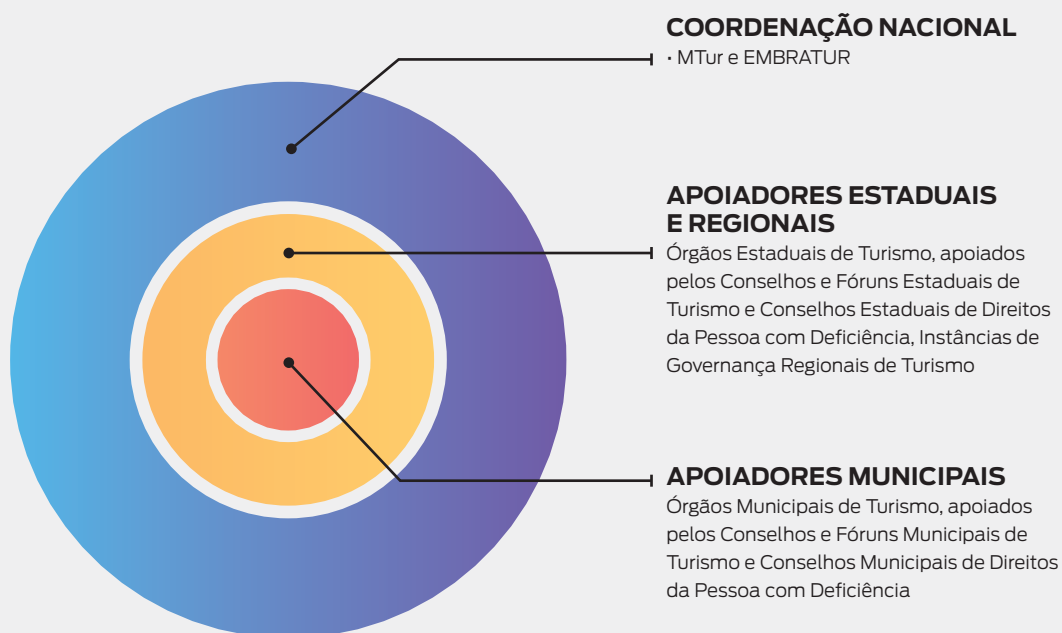 COORDENAÇÃO NACIONAL
· MTur e EMBRATUR
APOIADORES ESTADUAIS
E REGIONAIS
Órgãos Estaduais de Turismo, apoiados
pelos Conselhos e Fóruns Estaduais de
Turismo e Conselhos Estaduais de Direitos
da Pessoa com Deficiência, Instâncias de
Governança Regionais de Turismo
APOIADORES MUNICIPAIS
Órgãos Municipais de Turismo, apoiados
pelos Conselhos e Fóruns Municipais de
Turismo e Conselhos Municipais de Direitos
da Pessoa com Deficiência